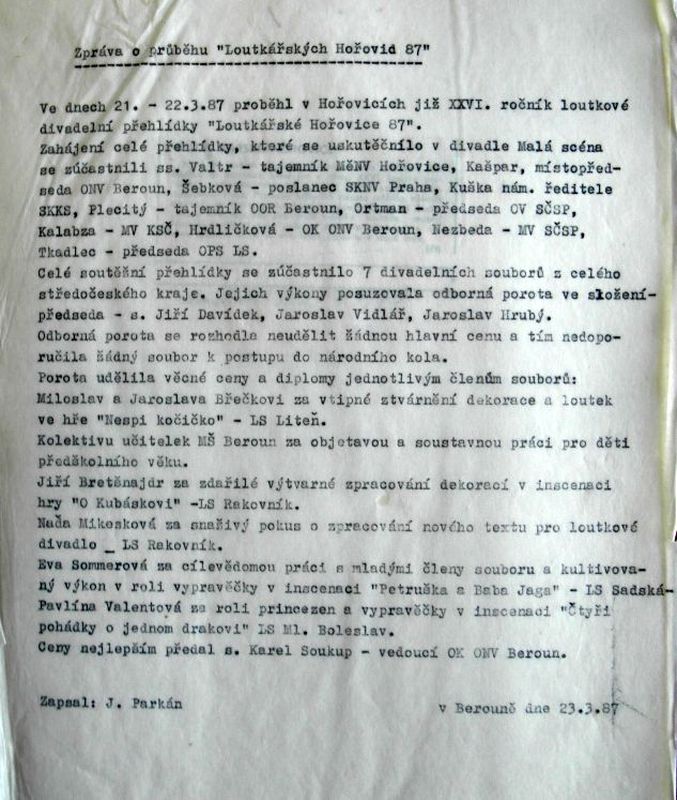 Zpráva o průběhu "Loutkářských Hořovid 87"
Ve dnech 21. - 22.3.87 proběhl v Hořovicích již XXVI. ročník loutkové
divadelní přehlídky "Loutkářské Hořovice 87".
Zahájení celé přehlídky, které se uskutěčnilo v divadle Malá scéna
se zúčastnili ss. Valtr - tajemník MěNV Hořovice, Kašpar, místopřed-
seda ONV Beroun, Šebková - poslanec SKNV Praha, Kuška nám. ředitele
SKKS, Plecitý - tajemník OOR Beroun, Ortman - předseda OV SČSP,
Kalabza - MV KSČ, Hrdličková - OK ONV Beroun, Nezbeda - MV SČSP,
Tkadlec - předseda OPS LS.
Celé soutěžní přehlídky se zúčastnilo 7 divadelních souborů z celého
středočeského kraje. Jejich výkony posuzovala odborná porota ve složení-
předseda - s. Jiří Davídek, Jaroslav Vidlář, Jaroslav Hrubý.
Odborná porota se rozhodla neudělit žádnou hlavní cenu a tím nedopo-
ručila žádný soubor k postupu do národního kola.
Porota udělila věcné ceny a diplomy jednotlivým členům souborů:
Miloslav a Jaroslava Břečkovi za vtipné ztvárnění dekorace a loutek
ve hře "Nespi kočičko" - LS Liteň.
Kolektivu učitelek MŠ Beroun za objetavou a soustavnou práci pro děti
předškolního věku.
Jiří Bretšnajdr za zdařilé výtvarné zpracování dekorací v inscenaci
hry "O Kubáskovi" -LS Rakovník.
Naďa Mikesková za snaživý pokus o zpracování nového textu pro loutkové
divadlo _ LS Rakovník.
Eva Sommerová za cílevědomou práci s mladými členy souboru a kultivova-
ný výkon v roli vypravěčky v inscenaci "Petruška a Baba Jaga" - LS Sadská-
Pavlína Valentová za roli princezen a vypravěčky v inscenaci "Čtyři
pohádky o jednom drakovi" LS Ml. Boleslav.
Ceny nejlepším předal s. Karel Soukup - vedoucí OK ONV Beroun.
Zapsal: J. Parkán
v Berouně dne 23.3.87